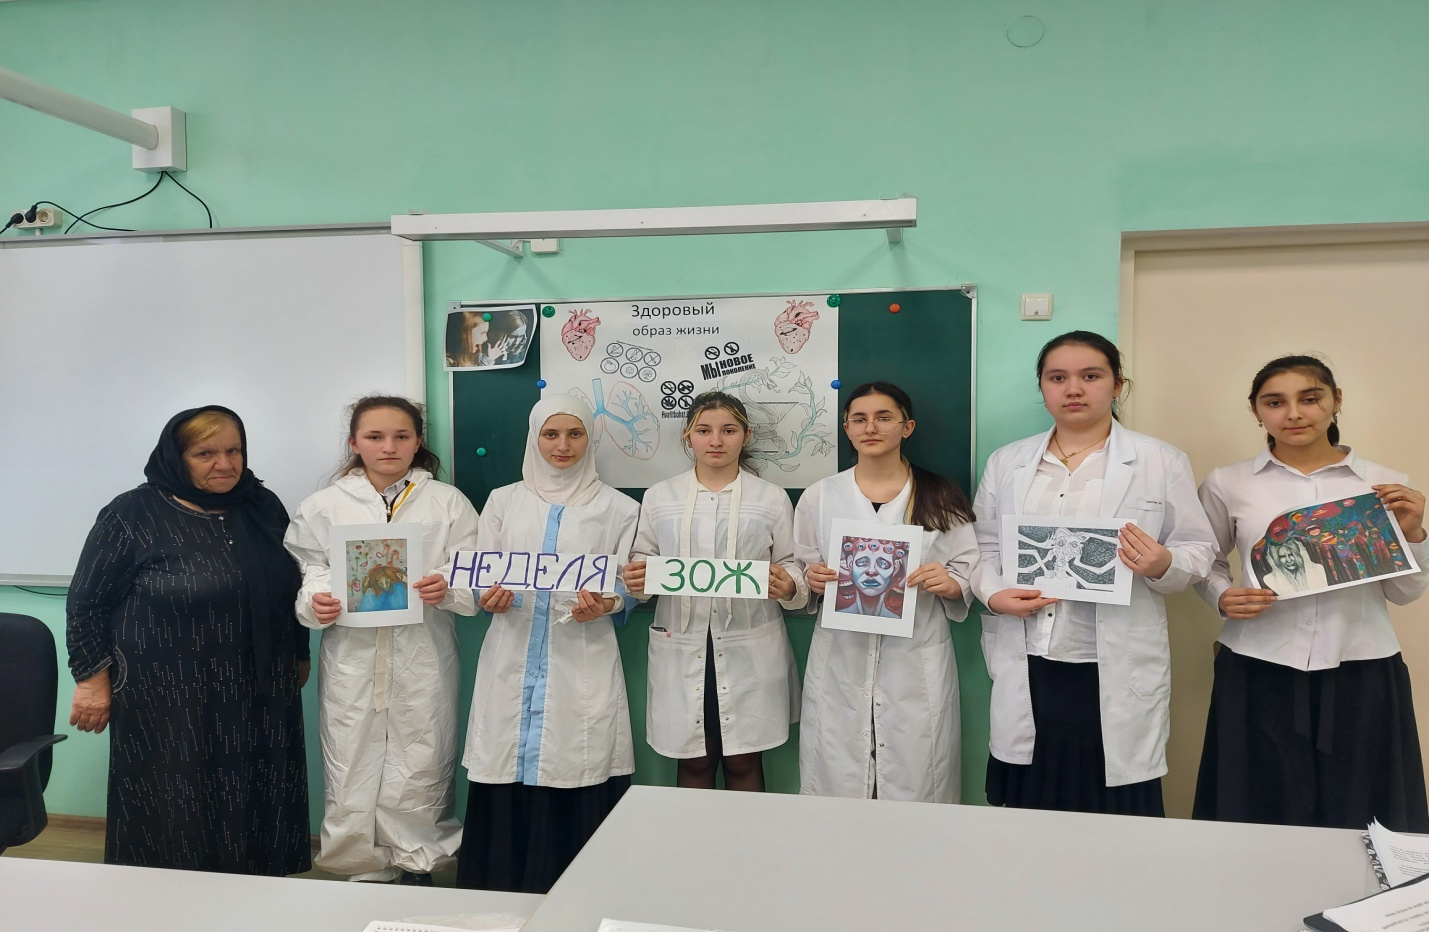 Здоровый
образ жизни
МЫ НОВОЕ
ПОКОЛЕНИЕ
НЕДЕЛЯ ЗОЖ